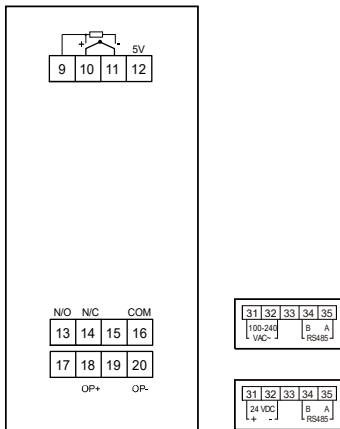 + - 5V
9 10 11 12
N/O N/C COM
13 14 15 16
17 18 19 20
OP+ OP-
31 32 33 34 35
100-240 B A
VAC~ RS485
31 32 33 34 35
24 VDC B A
+ - RS485